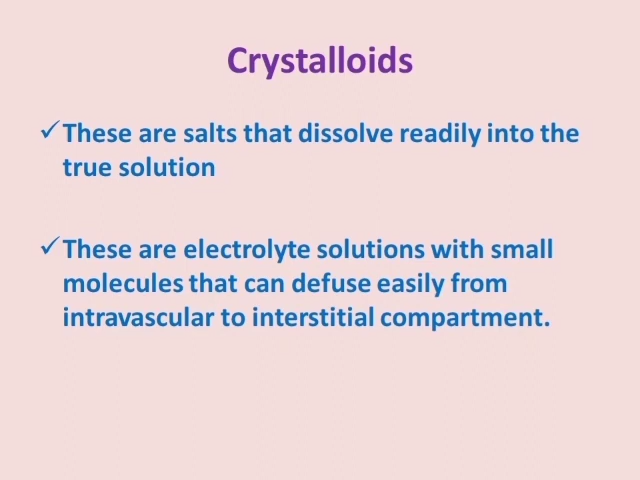 Crystalloids
✓These are salts that dissolve readily into the
true solution
✓These are electrolyte solutions with small
molecules that can defuse easily from
intravascular to interstitial compartment.